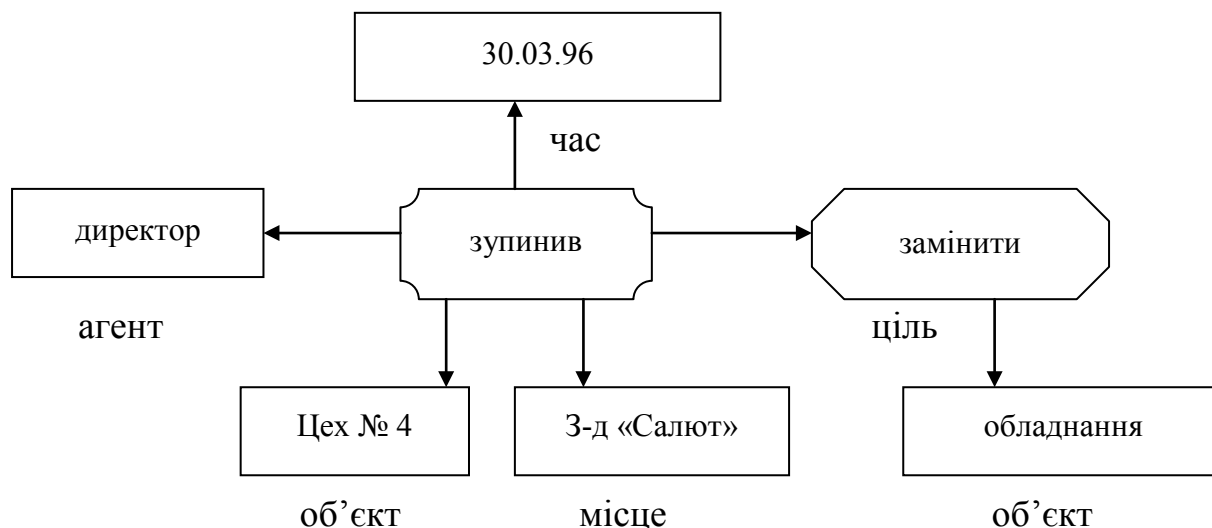 30.03.96
час
директор
зупинив
замінити
агент
ціль
Цех № 4
З-д «Салют»
обладнання
об’єкт
місце
об’єкт